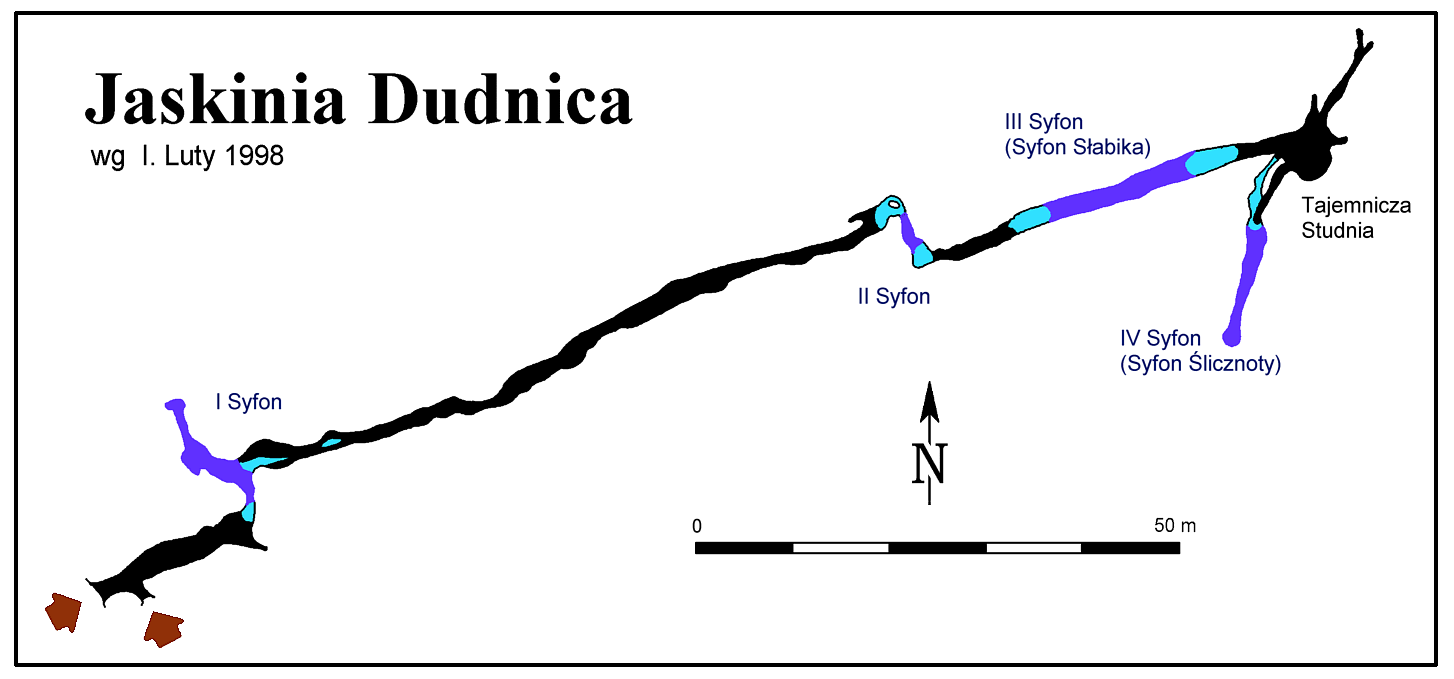 Jaskinia Dudnica
wg I. Luty 1998
III Syfon
(Syfon Słabika)
Tajemnicza
Studnia
II Syfon
IV Syfon
(Syfon Ślicznoty)
I Syfon
N
0
50 m